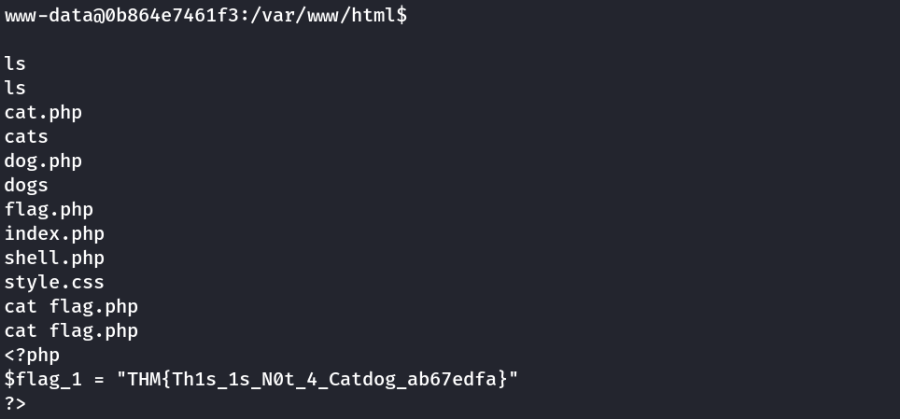 www-data@0b864e7461f3:/var/www/html$
ls
ls
cat.php
cats
dog.php
dogs
flag.php
index.php
shell.php
style.css
cat flag.php
cat flag.php
<?php
$flag_1 = "THM{Th1s_1s_N0t_4_Catdog_ab67edfa}"
?>